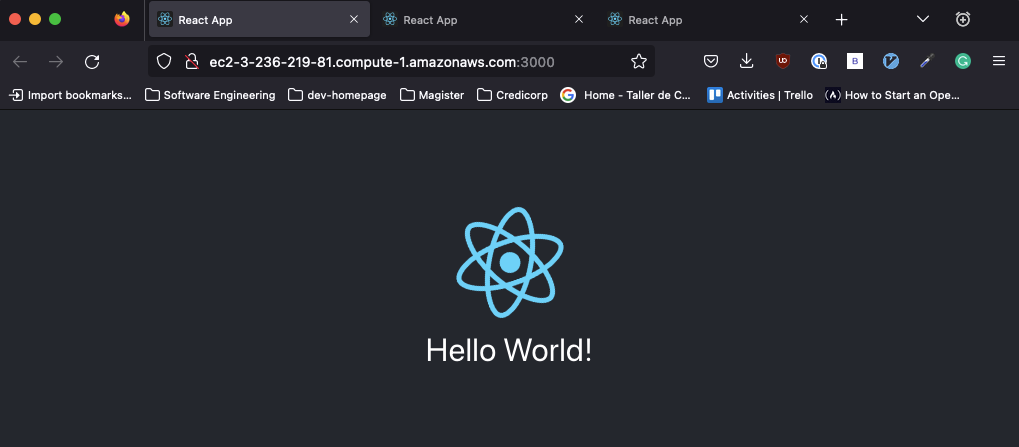 React App
React App
React App
ec2-3-236-219-81.compute-1.amazonaws.com:3000
UO
B
G
Import bookmarks...
Software Engineering
dev-homepage
Magister
Credicorp
Home - Taller de C...
Activities | Trello
How to Start an Ope...
Hello World!